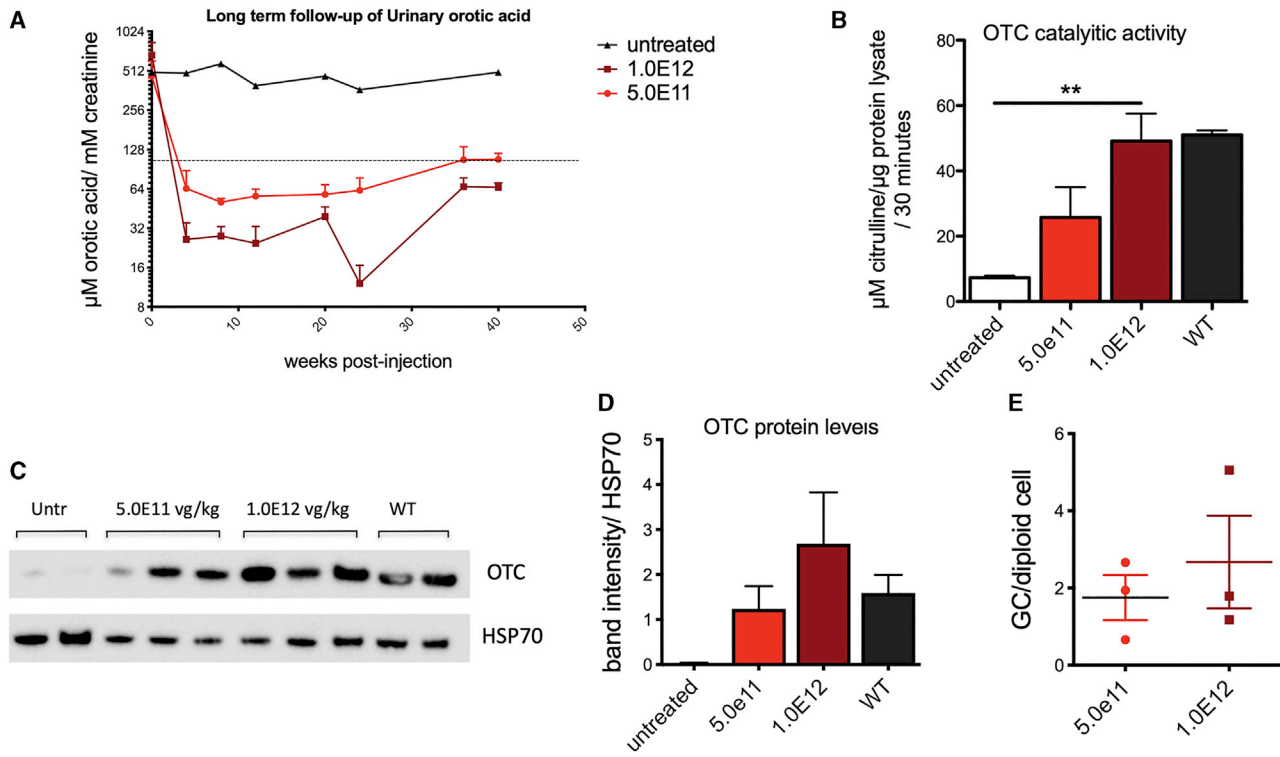 A
Long term follow-up of Urinary orotic acid
µM orotic acid/ mM creatinine
1024
512
256
128
64
32
16
8
0
10
20
30
40
50
weeks post-injection
untreated
1.0E12
5.0E11
B
OTC catalyitic activity
µM citrulline/µg protein lysate
/ 30 minutes
80
60
40
20
0
**
untreated
5.0e11
1.0E12
WT
C
Untr
5.0E11 vg/kg
1.0E12 vg/kg
WT
OTC
HSP70
D
OTC protein levels
band intensity/ HSP70
5
4
3
2
1
0
untreated
5.0e11
1.0E12
WT
E
GC/diploid cell
6
4
2
0
5.0e11
1.0E12